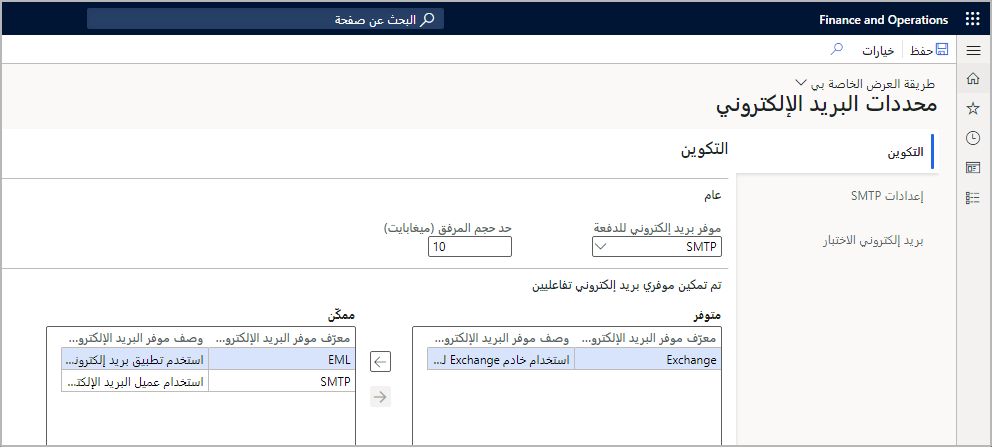 Finance and Operations
البحث عن صفحة
حفظ
خيارات
طريقة العرض الخاصة بي
محددات البريد الإلكتروني
التكوين
إعدادات SMTP
بريد إلكتروني الاختبار
التكوين
عام
موفر بريد إلكتروني للدفعة
SMTP
حد حجم المرفق (ميغابايت)
10
تم تمكين موفري بريد إلكتروني تفاعليين
متوفر
معرّف موفر البريد الإلكترو... وصف موفر البريد الإلكترو...
Exchange استخدام خادم Exchange لـ...
ممكّن
معرّف موفر البريد الإلكترو... وصف موفر البريد الإلكترو...
EML استخدم تطبيق بريد إلكترون...
SMTP استخدام عميل البريد الإلكت...